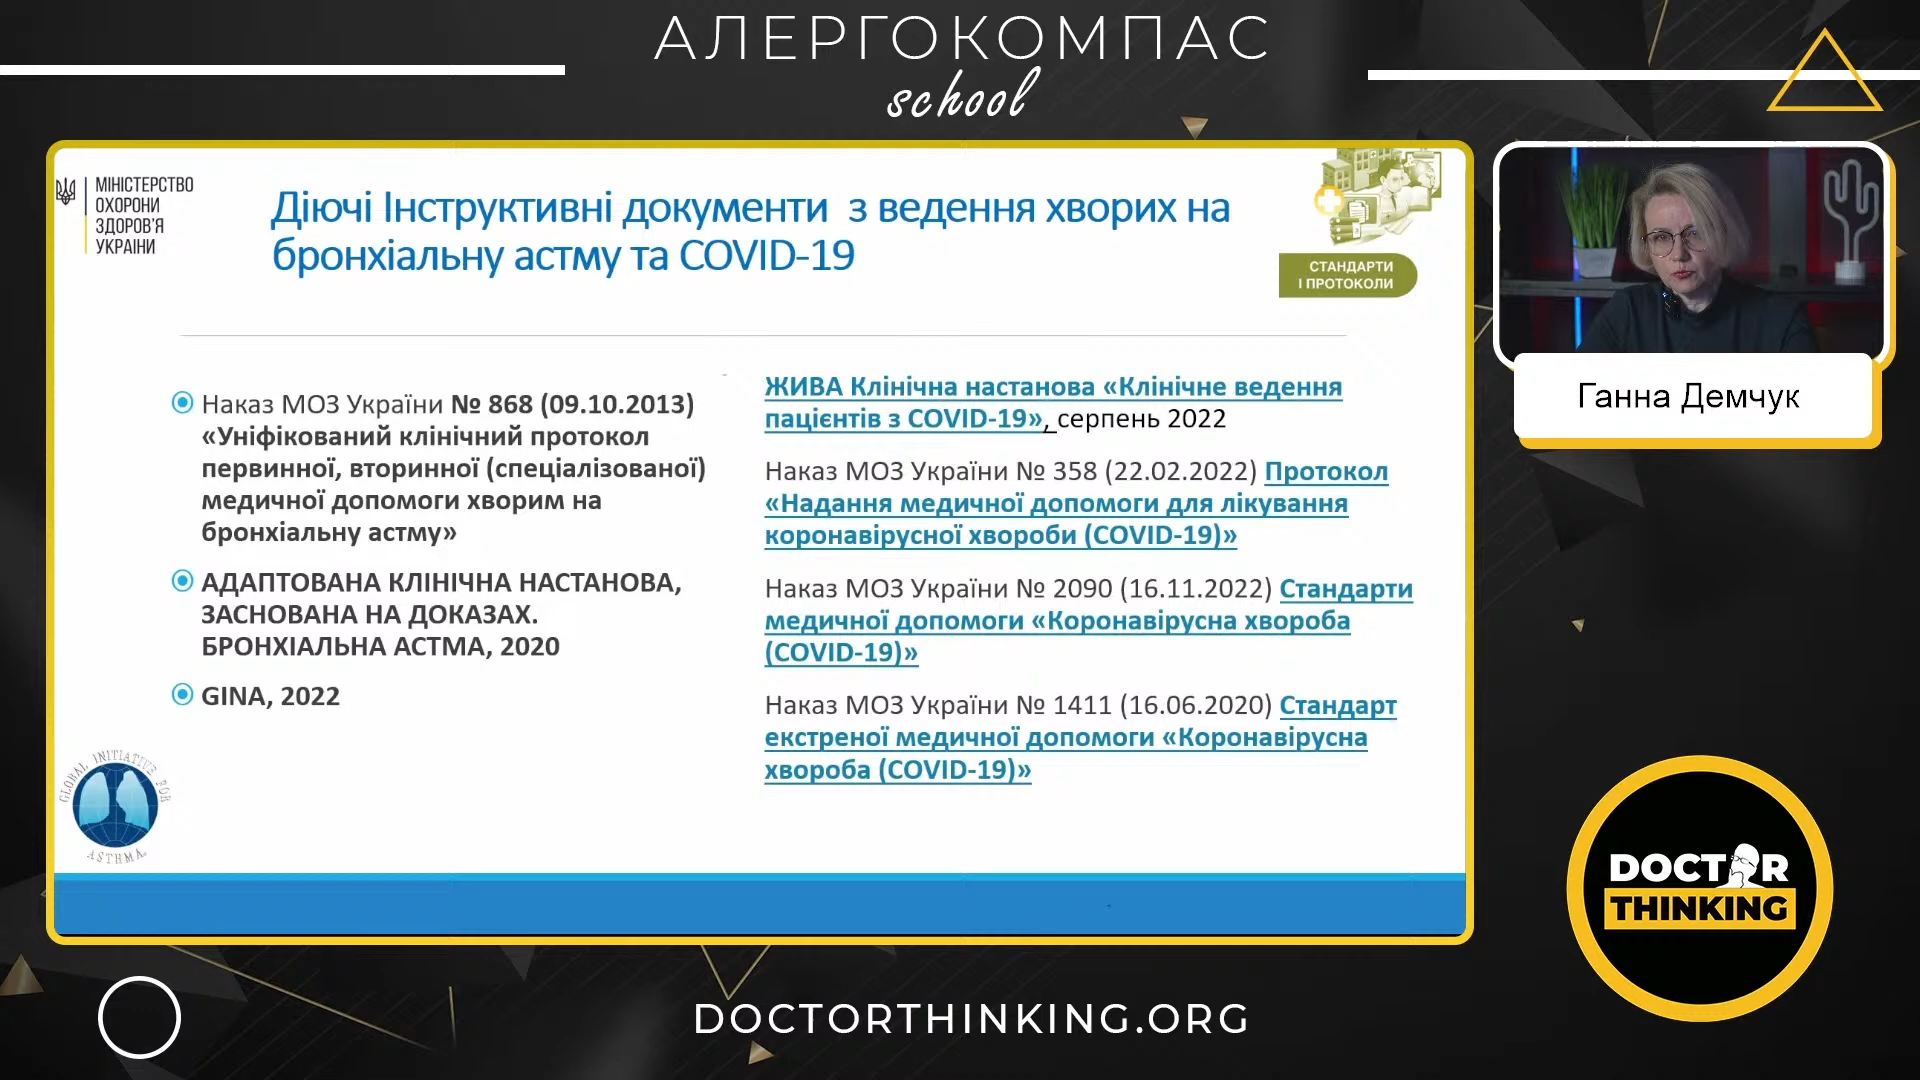 АЛЕРГОКОМПАС
school
МІНІСТЕРСТВО
ОХОРОНИ
ЗДОРОВ'Я
УКРАЇНИ
Діючі Інструктивні документи з ведення хворих на
бронхіальну астму та COVID-19
СТАНДАРТИ
І ПРОТОКОЛИ
Наказ МОЗ України № 868 (09.10.2013)
«Уніфікований клінічний протокол
первинної, вторинної (спеціалізованої)
медичної допомоги хворим на
бронхіальну астму»
АДАПТОВАНА КЛІНІЧНА НАСТАНОВА,
ЗАСНОВАНА НА ДОКАЗАХ.
БРОНХІАЛЬНА АСТМА, 2020
GINA, 2022
GLOBAL INITIATIVE FOR
ASTHMA
ЖИВА Клінічна настанова «Клінічне ведення
пацієнтів з COVID-19», серпень 2022
Наказ МОЗ України № 358 (22.02.2022) Протокол
«Надання медичної допомоги для лікування
коронавірусної хвороби (COVID-19)»
Наказ МОЗ України № 2090 (16.11.2022) Стандарти
медичної допомоги «Коронавірусна хвороба
(COVID-19)»
Наказ МОЗ України № 1411 (16.06.2020) Стандарт
екстреної медичної допомоги «Коронавірусна
хвороба (COVID-19)»
Ганна Демчук
DOCTOR
THINKING
DOCTORTHINKING.ORG